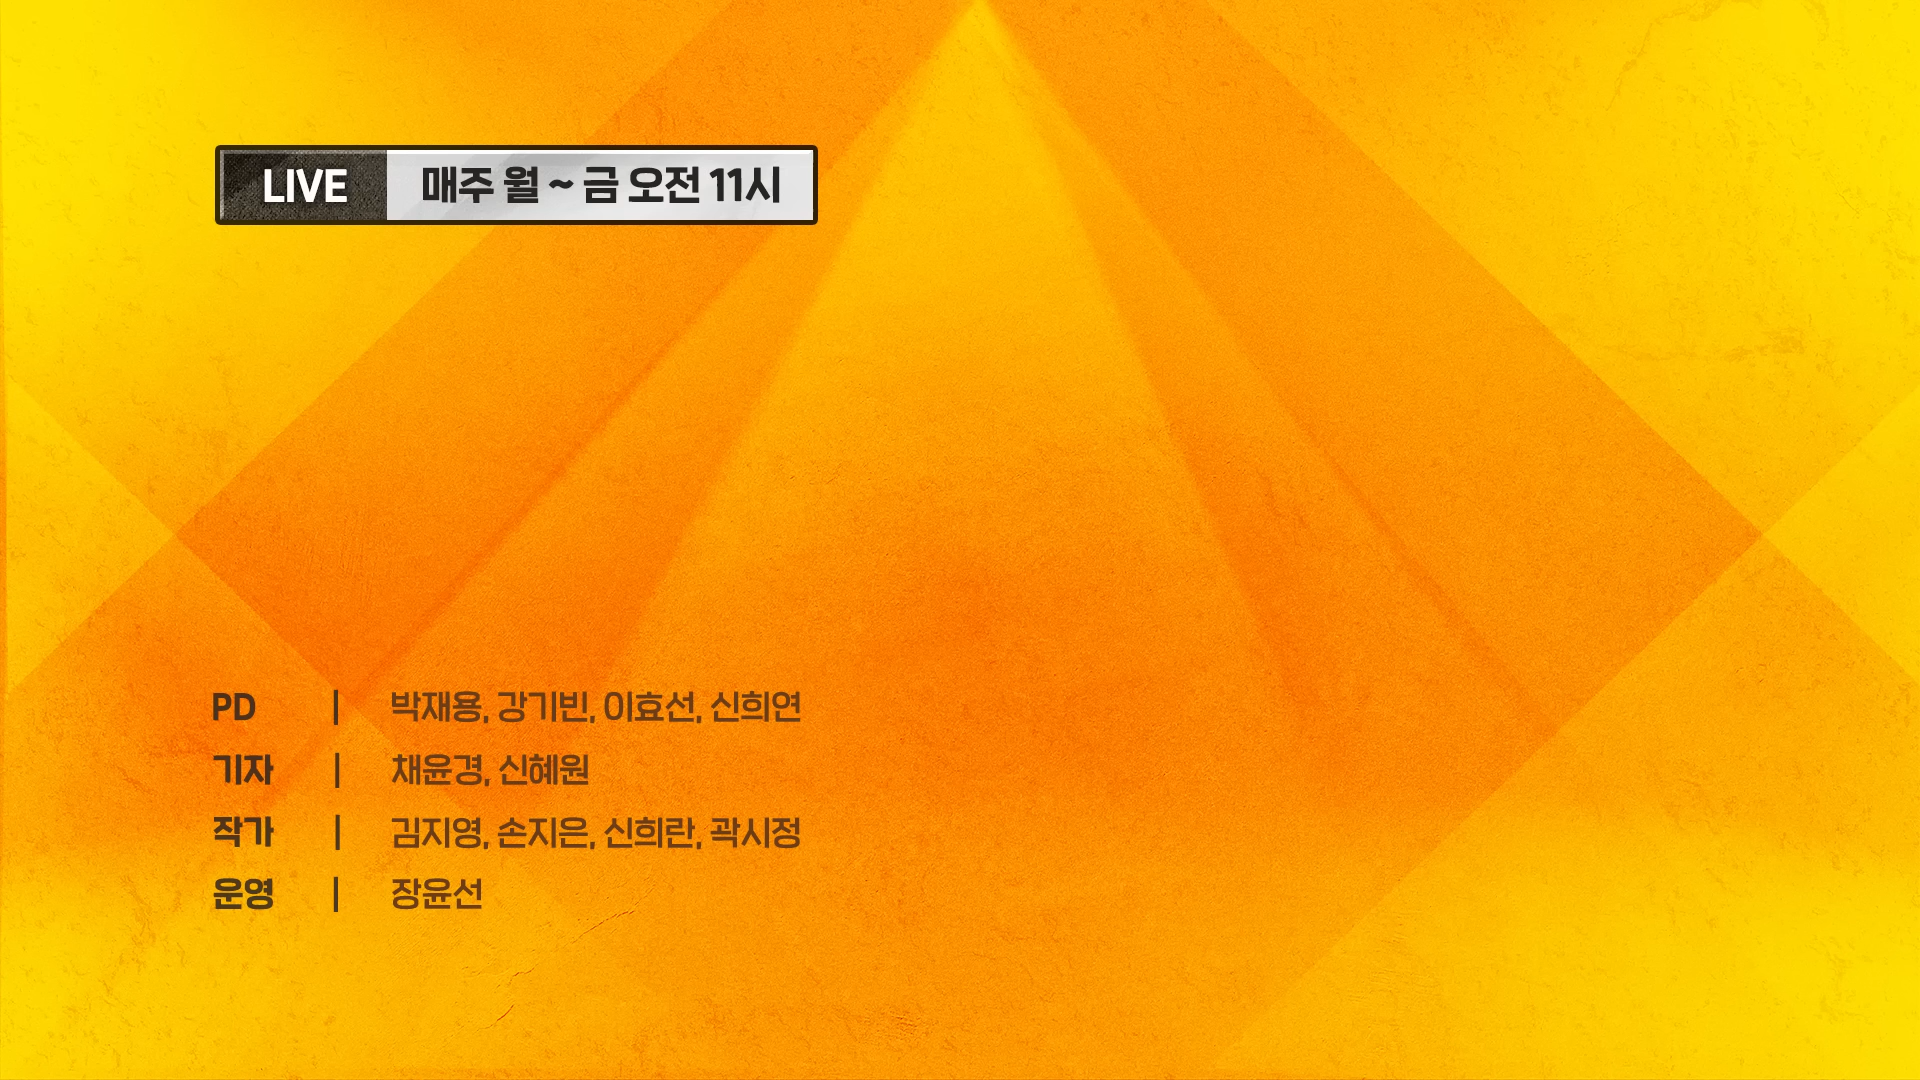 LIVE 매주 월 ~ 금 오전 11시
PD | 박재용, 강기빈, 이효선, 신희연
기자 | 채윤경, 신혜원
작가 | 김지영, 손지은, 신희란, 곽시정
운영 | 장윤선